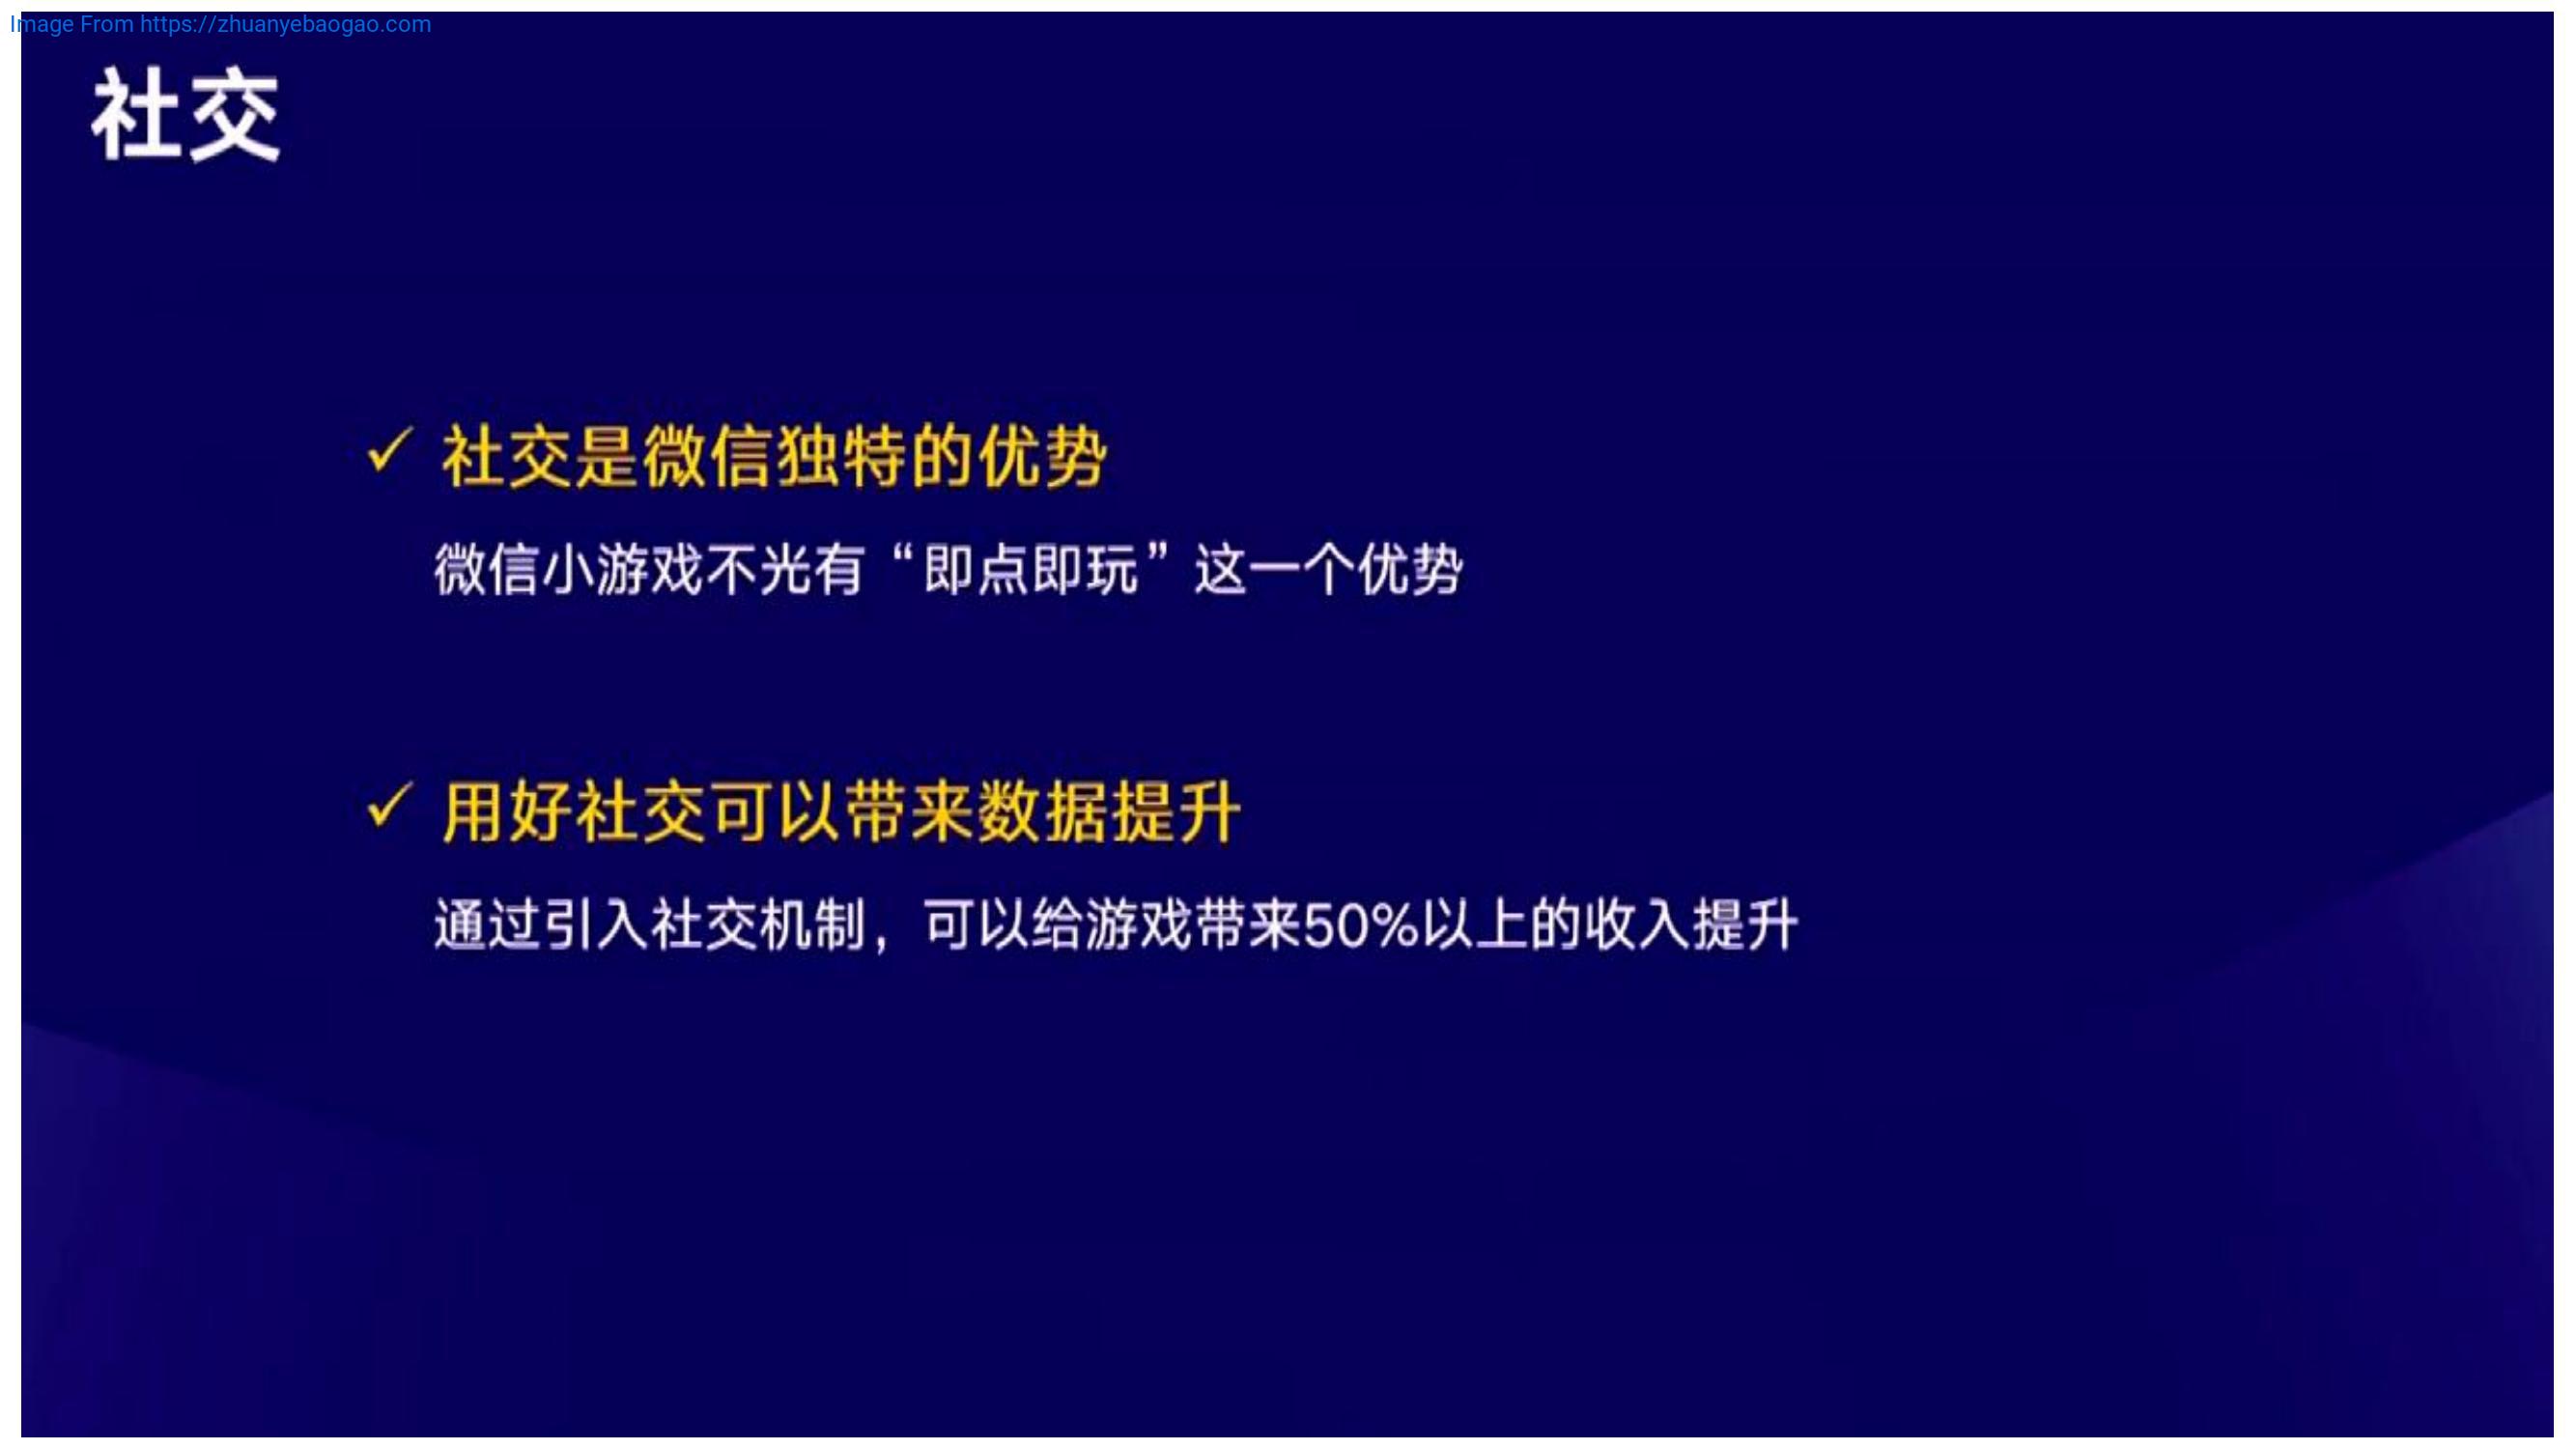 Image From https://zhuanyebaogao.com
社交
✓ 社交是微信独特的优势
微信小游戏不光有“即点即玩”这一个优势
✓ 用好社交可以带来数据提升
通过引入社交机制，可以给游戏带来50%以上的收入提升